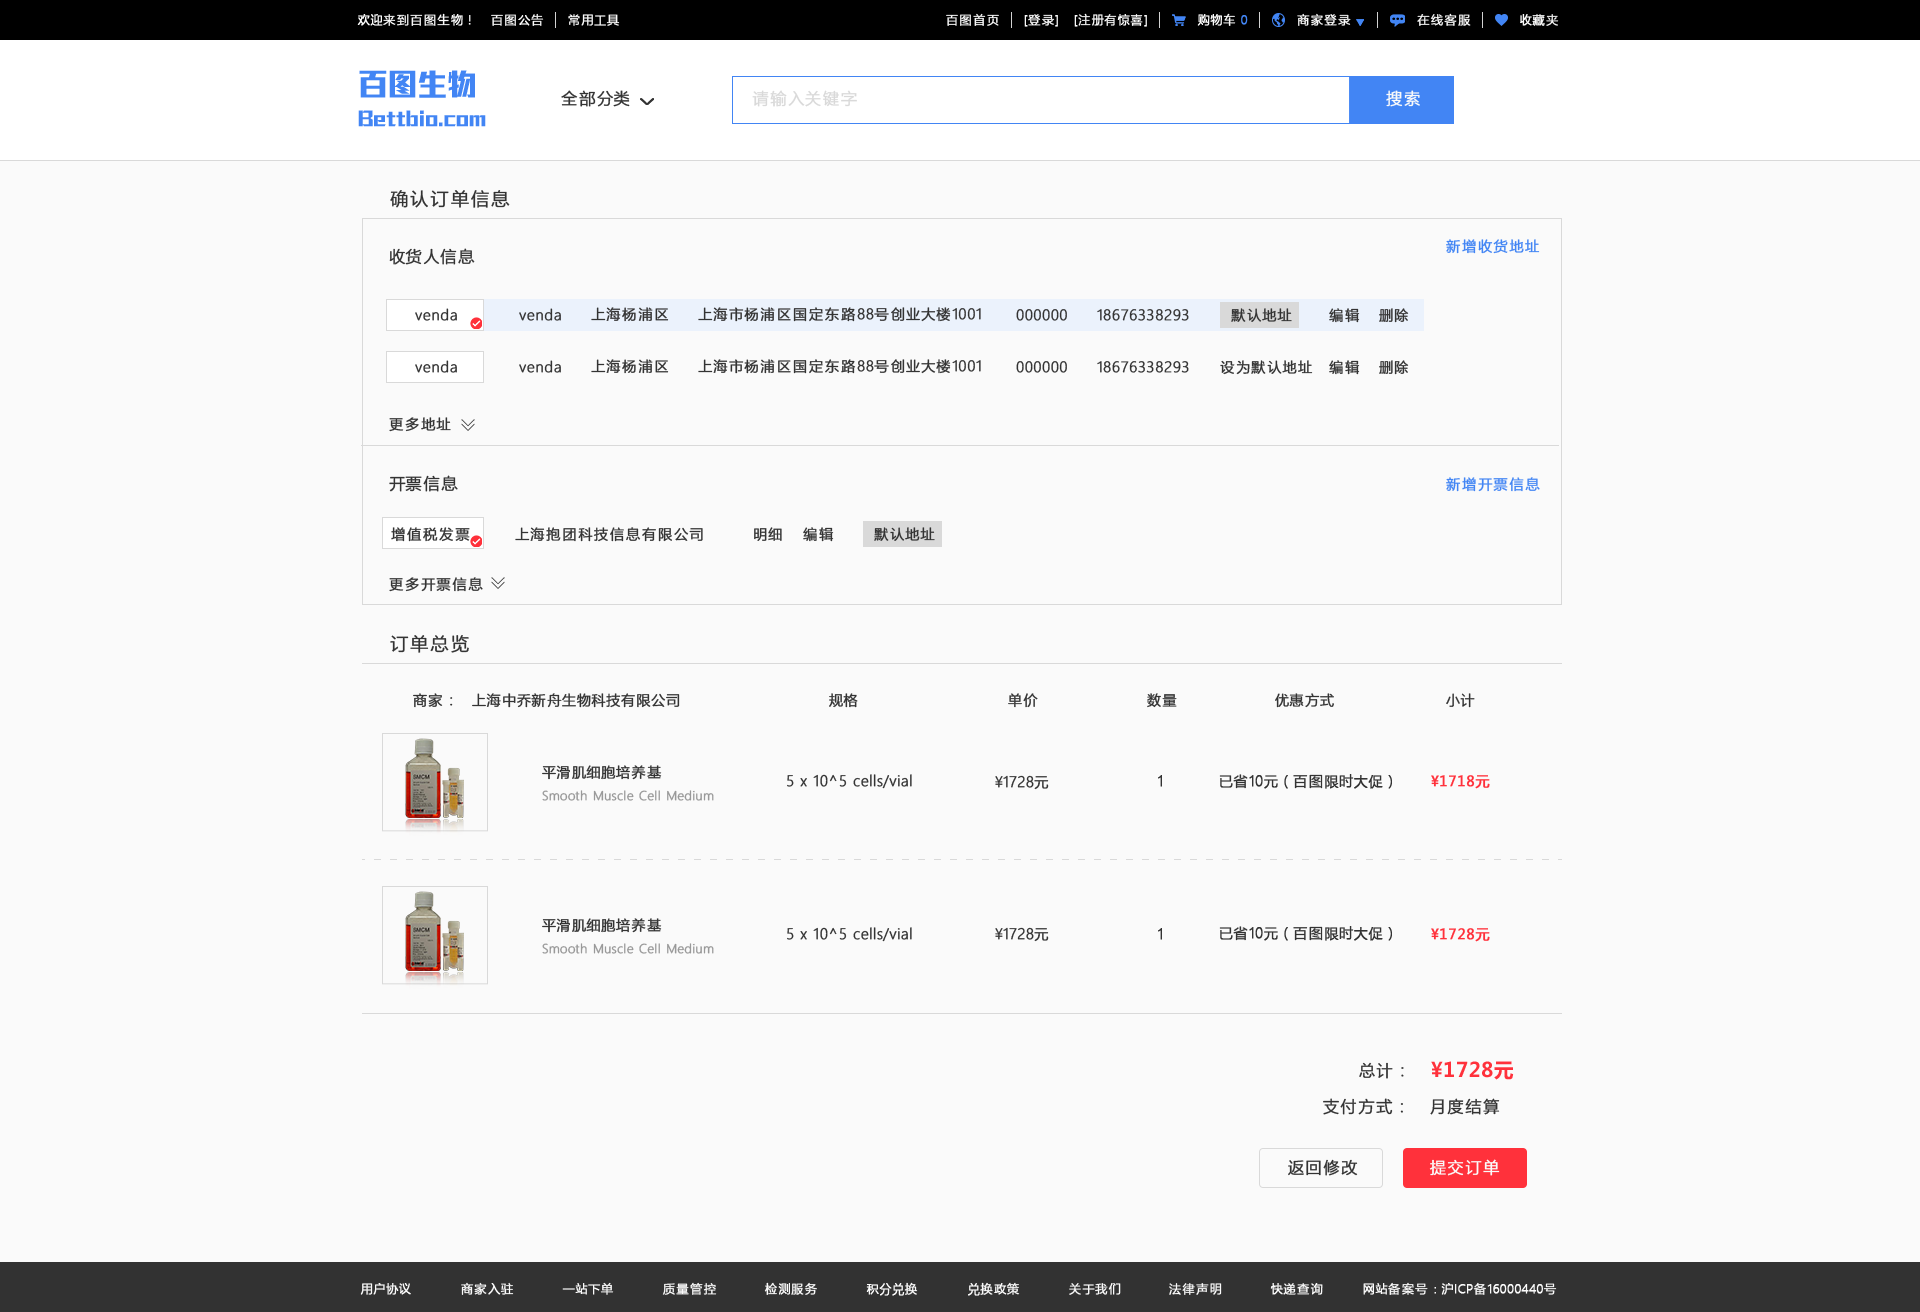 欢迎来到百图生物！ 百图公告 常用工具 百图首页 [登录] [注册有惊喜] 购物车 0 商家登录 在线客服 收藏夹
百图生物
Bettbio.com
全部分类 请输入关键字 搜索
确认订单信息
收货人信息 新增收货地址
venda venda 上海杨浦区 上海市杨浦区国定东路88号创业大楼1001 000000 18676338293 默认地址 编辑 删除
venda venda 上海杨浦区 上海市杨浦区国定东路88号创业大楼1001 000000 18676338293 设为默认地址 编辑 删除
更多地址
开票信息 新增开票信息
增值税发票 上海抱团科技信息有限公司 明细 编辑 默认地址
更多开票信息
订单总览
商家： 上海中乔新舟生物科技有限公司 规格 单价 数量 优惠方式 小计
SMCM
平滑肌细胞培养基
Smooth Muscle Cell Medium
5 x 10^5 cells/vial ¥1728元 1 已省10元（百图限时大促） ¥1718元
SMCM
平滑肌细胞培养基
Smooth Muscle Cell Medium
5 x 10^5 cells/vial ¥1728元 1 已省10元（百图限时大促） ¥1728元
总计： ¥1728元
支付方式： 月度结算
返回修改 提交订单
用户协议 商家入驻 一站下单 质量管控 检测服务 积分兑换 兑换政策 关于我们 法律声明 快递查询 网站备案号：沪ICP备16000440号